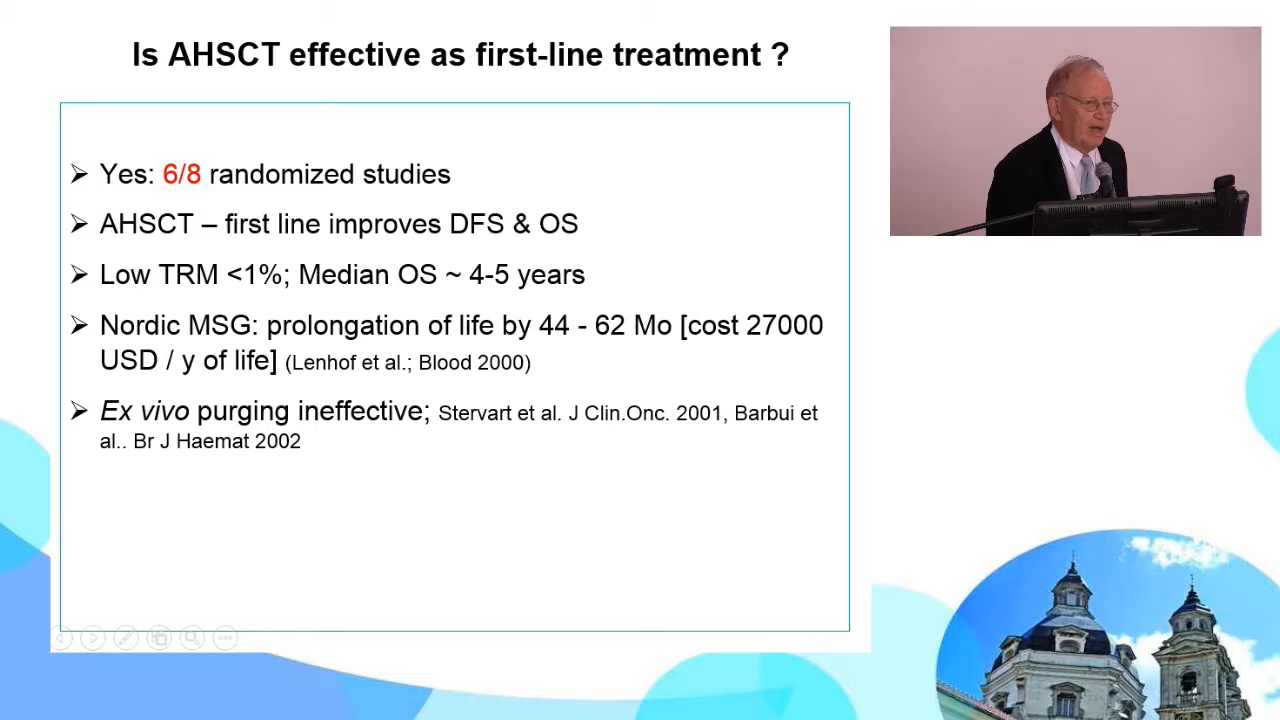 Is AHSCT effective as first-line treatment ?
Yes: 6/8 randomized studies
AHSCT – first line improves DFS & OS
Low TRM <1%; Median OS ~ 4-5 years
Nordic MSG: prolongation of life by 44 - 62 Mo [cost 27000
USD / y of life] (Lenhof et al.; Blood 2000)
Ex vivo purging ineffective; Stervart et al. J Clin.Onc. 2001, Barbui et
al.. Br J Haemat 2002